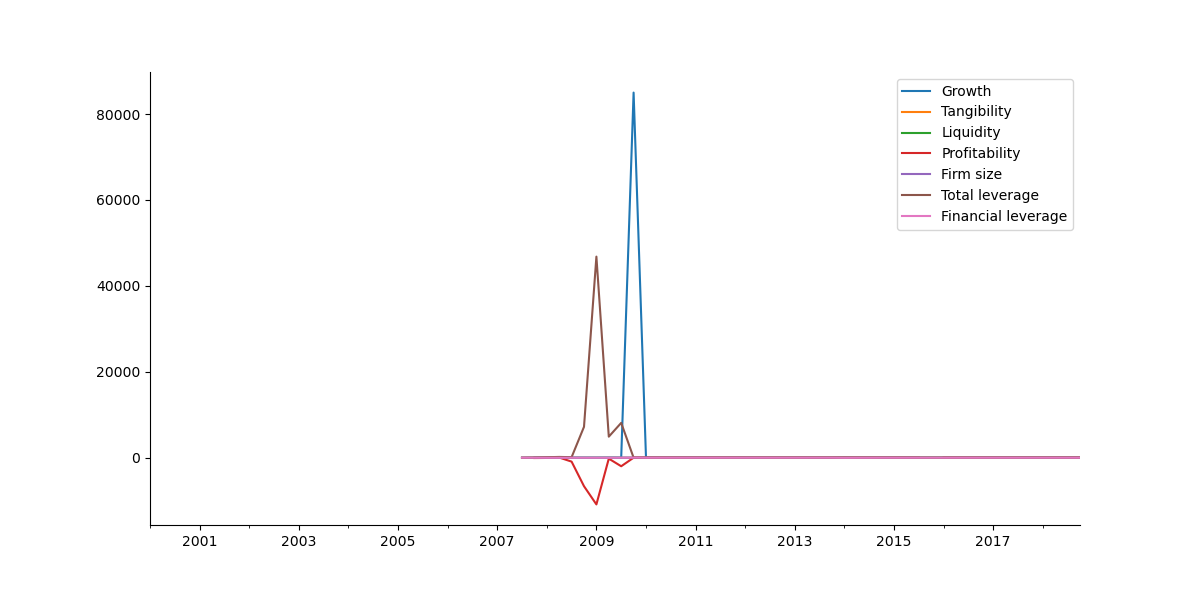 80000
60000
40000
20000
0
2001 2003 2005 2007 2009 2011 2013 2015 2017
Growth
Tangibility
Liquidity
Profitability
Firm size
Total leverage
Financial leverage